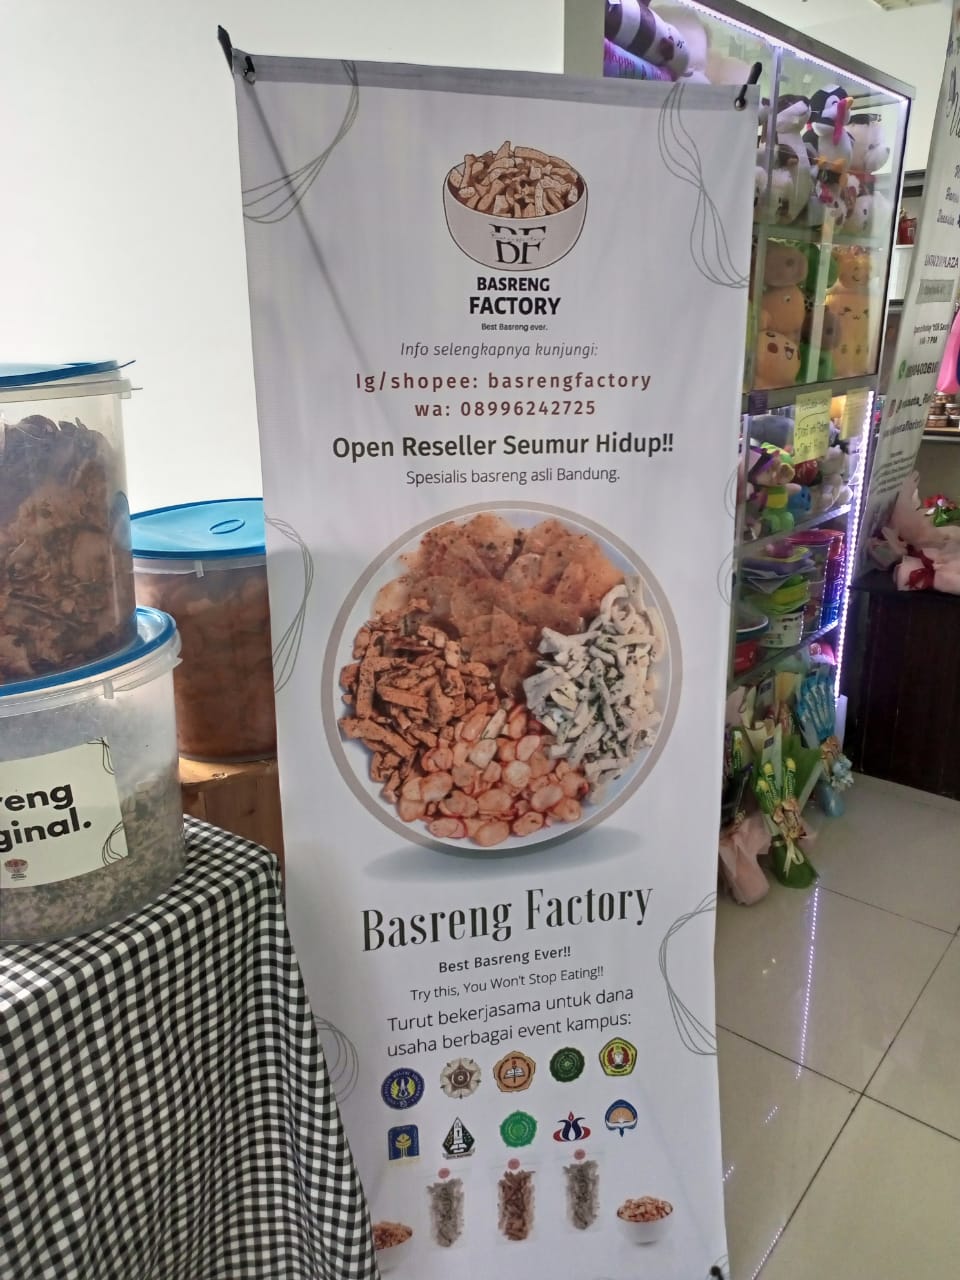 BF
BASRENG
FACTORY
Best Basreng ever.
Info selengkapnya kunjungi:
Ig/shopee: basrengfactory
wa: 08996242725
Open Reseller Seumur Hidup!!
Spesialis basreng asli Bandung.
Basreng Factory
Best Basreng Ever!!
Try this, You Won't Stop Eating!!
Turut bekerjasama untuk dana
usaha berbagai event kampus:
reng
ginal.
PLAZA